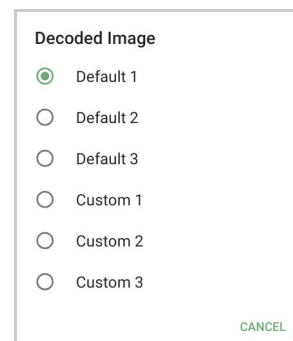 Decoded Image
Default 1
Default 2
Default 3
Custom 1
Custom 2
Custom 3
CANCEL